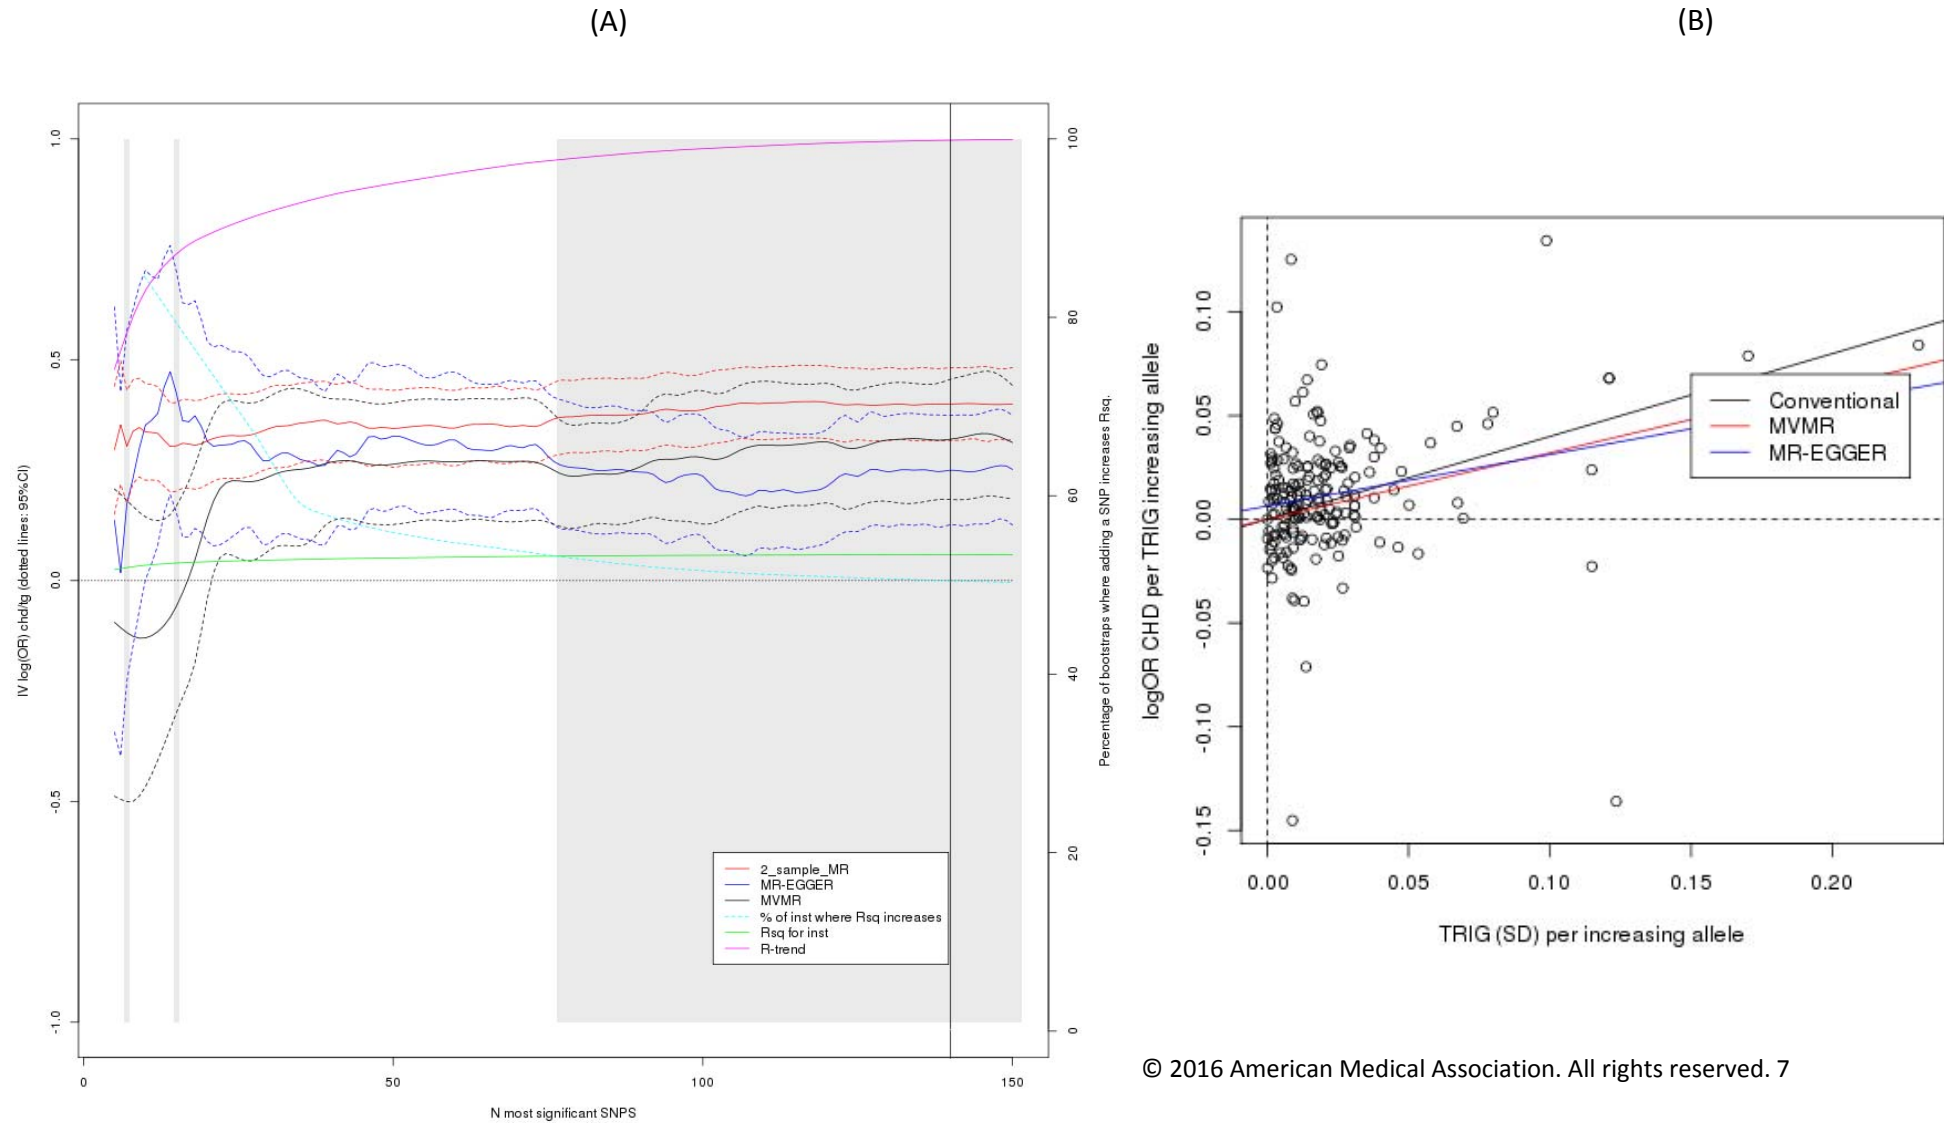 (A)
(B)
IV log(OR) chd/tg (dotted lines: 95%CI)
1.0
0.5
0.0
-0.5
-1.0
100
80
60
40
20
0
Percentage of bootstraps where adding a SNP increases Rsq.
2_sample_MR
MR-EGGER
MVMR
% of inst where Rsq increases
Rsq for inst
R-trend
0
50
100
150
N most significant SNPS
logOR CHD per TRIG increasing allele
0.10
0.05
0.00
-0.05
-0.10
-0.15
Conventional
MVMR
MR-EGGER
0.00
0.05
0.10
0.15
0.20
TRIG (SD) per increasing allele
© 2016 American Medical Association. All rights reserved. 7